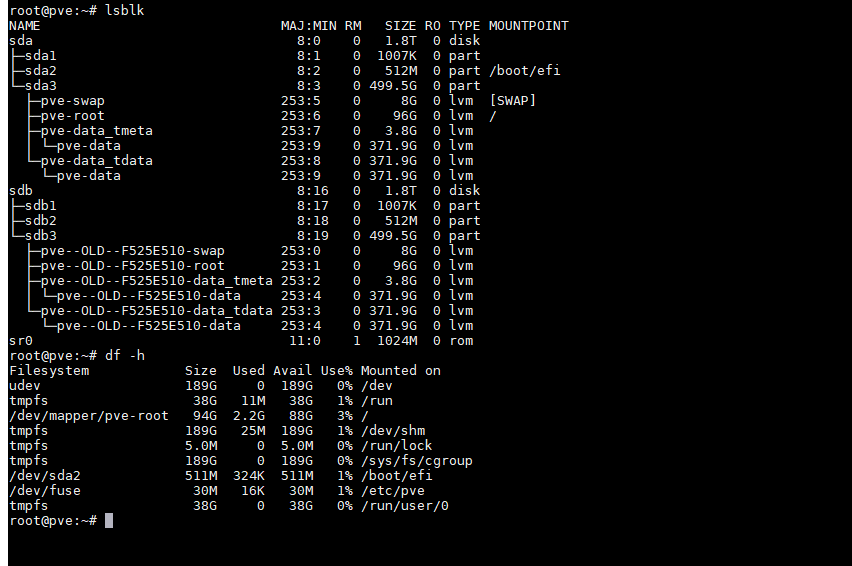 root@pve:~# lsblk
NAME                              MAJ:MIN RM   SIZE RO TYPE MOUNTPOINT
sda                                 8:0    0   1.8T  0 disk
├─sda1                              8:1    0  1007K  0 part
├─sda2                              8:2    0   512M  0 part /boot/efi
└─sda3                              8:3    0 499.5G  0 part
  ├─pve-swap                      253:5    0     8G  0 lvm  [SWAP]
  ├─pve-root                      253:6    0    96G  0 lvm  /
  ├─pve-data_tmeta                253:7    0   3.8G  0 lvm
  │ └─pve-data                    253:9    0 371.9G  0 lvm
  └─pve-data_tdata                253:8    0 371.9G  0 lvm
    └─pve-data                    253:9    0 371.9G  0 lvm
sdb                                 8:16   0   1.8T  0 disk
├─sdb1                              8:17   0  1007K  0 part
├─sdb2                              8:18   0   512M  0 part
└─sdb3                              8:19   0 499.5G  0 part
  ├─pve--OLD--F525E510-swap       253:0    0     8G  0 lvm
  ├─pve--OLD--F525E510-root       253:1    0    96G  0 lvm
  ├─pve--OLD--F525E510-data_tmeta 253:2    0   3.8G  0 lvm
  │ └─pve--OLD--F525E510-data     253:4    0 371.9G  0 lvm
  └─pve--OLD--F525E510-data_tdata 253:3    0 371.9G  0 lvm
    └─pve--OLD--F525E510-data     253:4    0 371.9G  0 lvm
sr0                                11:0    1  1024M  0 rom
root@pve:~# df -h
Filesystem            Size  Used Avail Use% Mounted on
udev                  189G     0  189G   0% /dev
tmpfs                  38G   11M   38G   1% /run
/dev/mapper/pve-root   94G  2.2G   88G   3% /
tmpfs                 189G   25M  189G   1% /dev/shm
tmpfs                 5.0M     0  5.0M   0% /run/lock
tmpfs                 189G     0  189G   0% /sys/fs/cgroup
/dev/sda2             511M  324K  511M   1% /boot/efi
/dev/fuse              30M   16K   30M   1% /etc/pve
tmpfs                  38G     0   38G   0% /run/user/0
root@pve:~#